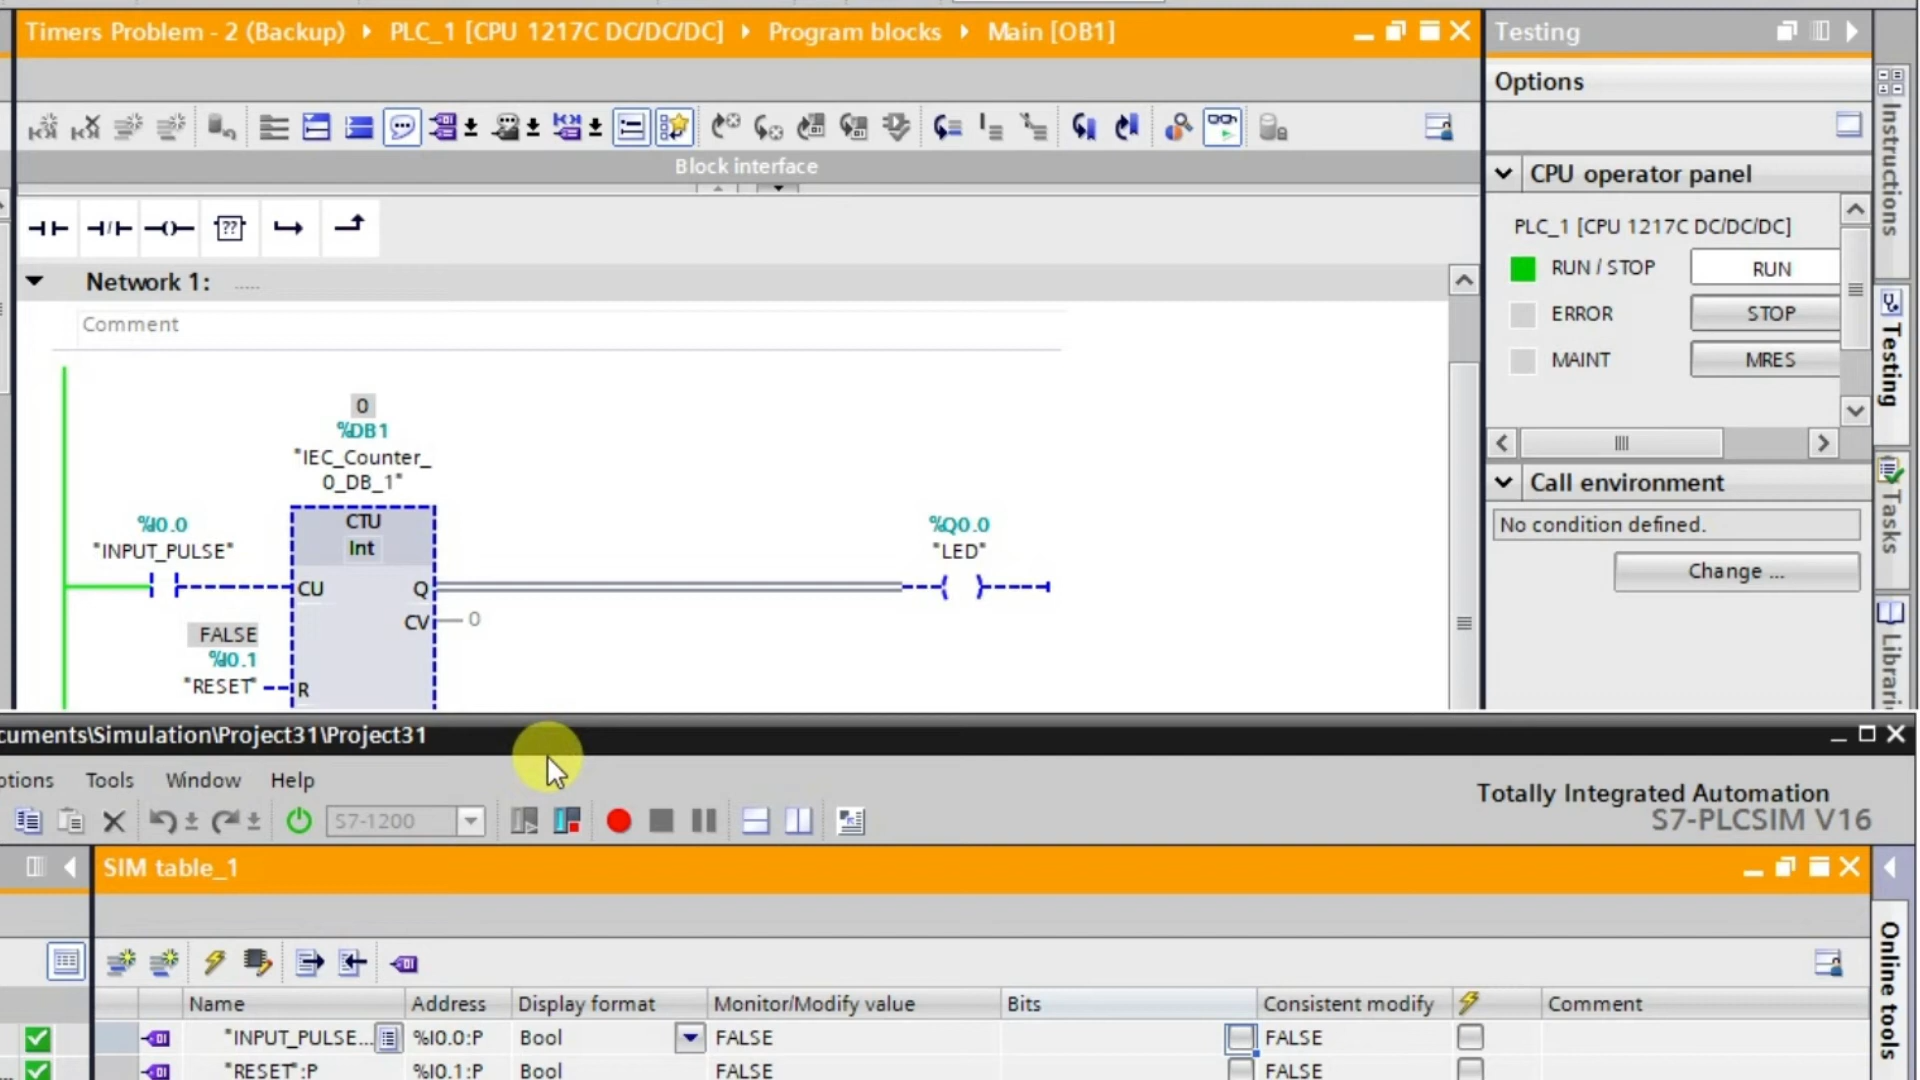 Timers Problem - 2 (Backup) PLC_1 [CPU 1217C DC/DC/DC] Program blocks Main [OB1]
Testing
Options
Block interface
CPU operator panel
PLC_1 [CPU 1217C DC/DC/DC]
RUN / STOP RUN
ERROR STOP
MAINT MRES
??
Network 1: .....
Comment
0
%DB1
"IEC_Counter_
0_DB_1"
CTU
Int
%I0.0
"INPUT_PULSE"
CU Q
CV 0
FALSE
%I0.1
"RESET" R
%Q0.0
"LED"
Call environment
No condition defined.
Change ...
Instructions
Testing
Tasks
Librari
cuments\Simulation\Project31\Project31
ptions Tools Window Help
Totally Integrated Automation
S7-PLCSIM V16
S7-1200
SIM table_1
Online tools
Name Address Display format Monitor/Modify value Bits Consistent modify Comment
"INPUT_PULSE... %I0.0:P Bool FALSE FALSE
"RESET":P %I0.1:P Bool FALSE FALSE